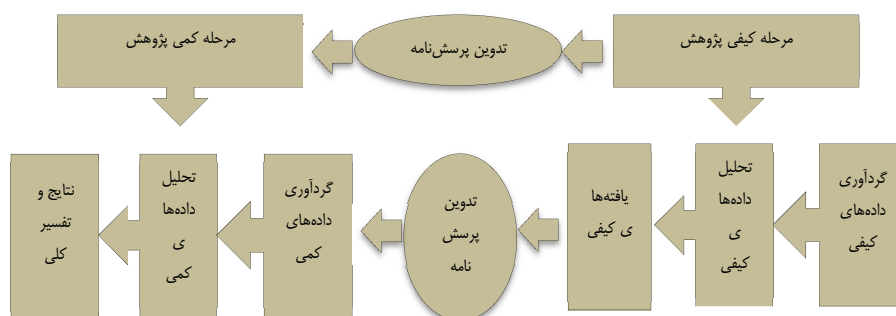 مرحله کیفی پژوهش
تدوین پرسش‌نامه
مرحله کمی پژوهش
گردآوری
داده‌های
کیفی
تحلیل
داده‌ها
ی
کیفی
یافته‌ها
ی کیفی
تدوین
پرسش
نامه
گردآوری
داده‌های
کمی
تحلیل
داده‌ها
ی
کمی
نتایج و
تفسیر
کلی